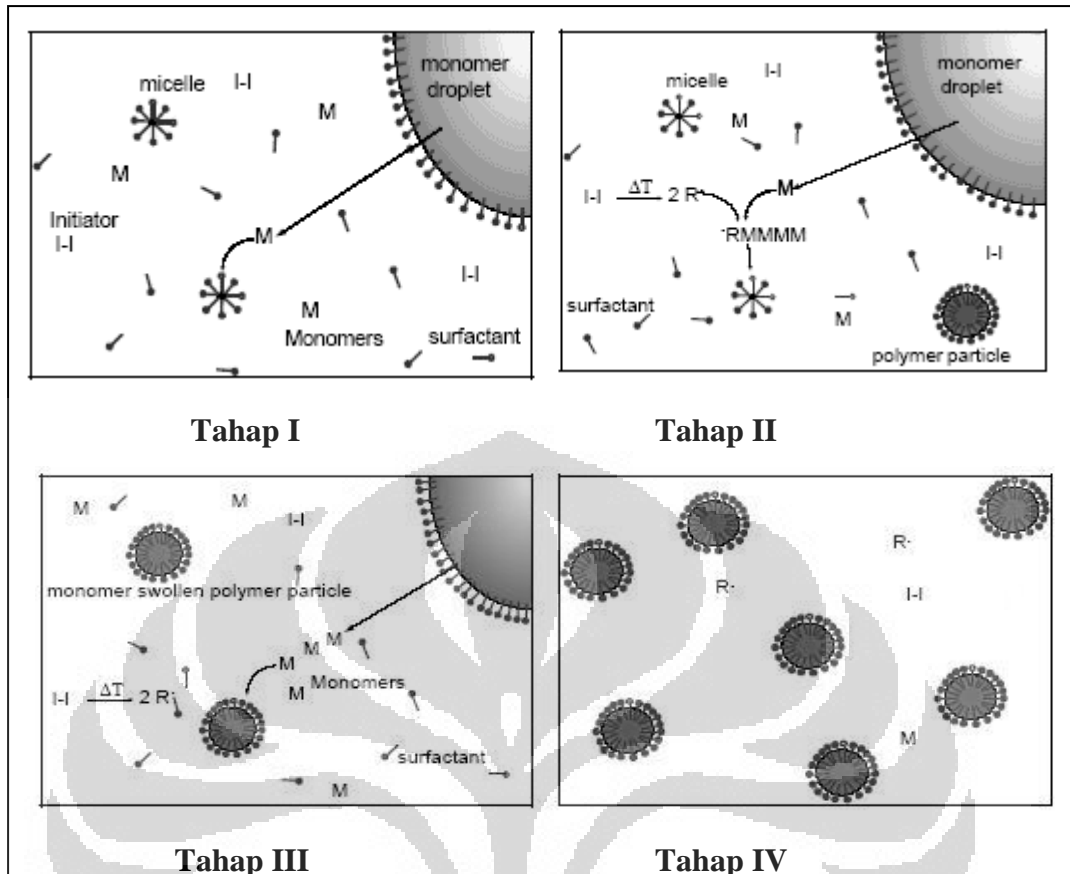 micelle
I-I
monomer
droplet
M
M
Initiator
I-I
M
I-I
M
Monomers
surfactant
Tahap I
micelle
I-I
monomer
droplet
M
I-I ΔT 2 R·
M
·RMMMM
I-I
surfactant
M
polymer particle
Tahap II
M
M
I-I
monomer swollen polymer particle
M
M
M
M
Monomers
I-I ΔT 2 R·
surfactant
M
Tahap III
R·
R·
I-I
M
Tahap IV